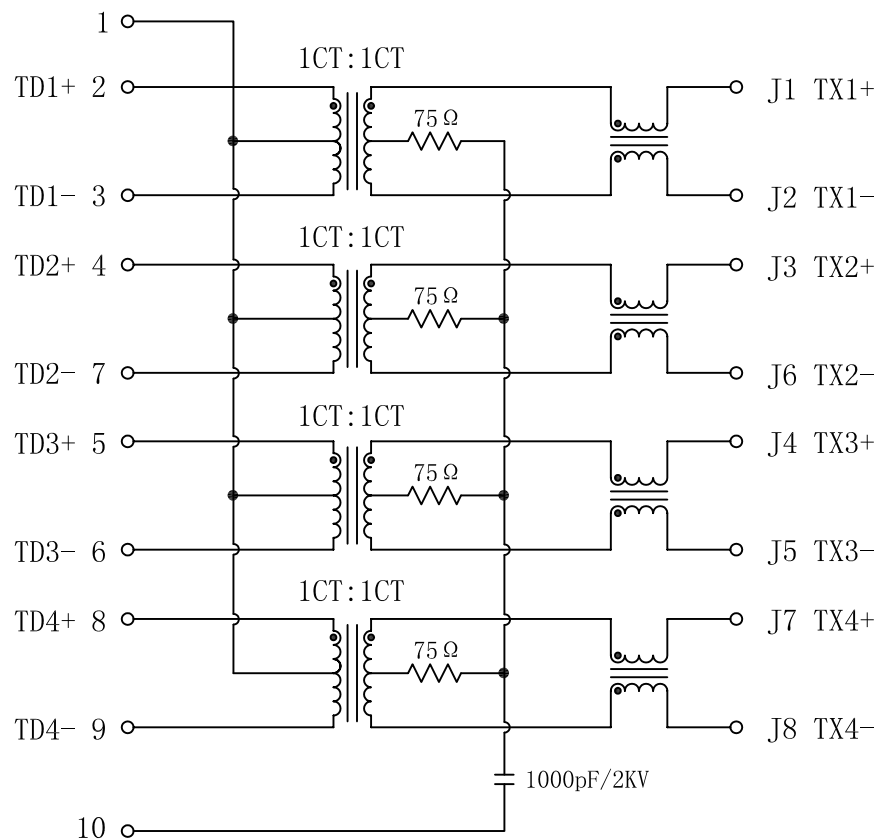 1
1CT:1CT
TD1+ 2
75Ω
J1 TX1+
TD1- 3
J2 TX1-
1CT:1CT
TD2+ 4
75Ω
J3 TX2+
TD2- 7
J6 TX2-
1CT:1CT
TD3+ 5
75Ω
J4 TX3+
TD3- 6
J5 TX3-
1CT:1CT
TD4+ 8
75Ω
J7 TX4+
TD4- 9
J8 TX4-
1000pF/2KV
10